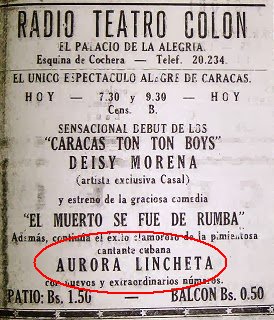 RADIO TEATRO COLON
EL PALACIO DE LA ALEGRIA.
Esquina de Cochera — Telef. 20.234.
EL UNICO ESPECTACULO ALEGRE DE CARACAS.
HOY — 7.30 y 9.30 — HOY
Cens. B.
SENSACIONAL DEBUT DE LOS
"CARACAS TON TON BOYS"
DEISY MORENA
(artista exclusiva Casal)
y estreno de la graciosa comedia
"EL MUERTO SE FUE DE RUMBA"
Además, continúa el éxito clamoroso de la pimientosa
cantante cubana
AURORA LINCHETA
con nuevos y extraordinarios números.
PATIO: Bs. 1.50 — BALCON Bs. 0.50